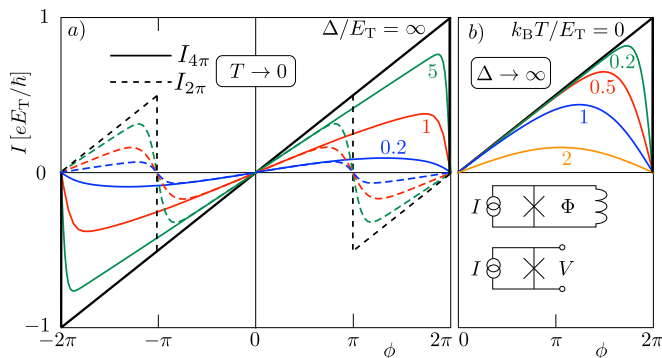 a) Δ/E_T = ∞
I_4π
I_2π
T → 0
I [eE_T/ħ]
1
0
−1
5
1
0.2
−2π −π 0 π 2π
ϕ
b) k_BT/E_T = 0
Δ → ∞
0.2
0.5
1
2
I Φ
I V
0 π 2π
ϕ